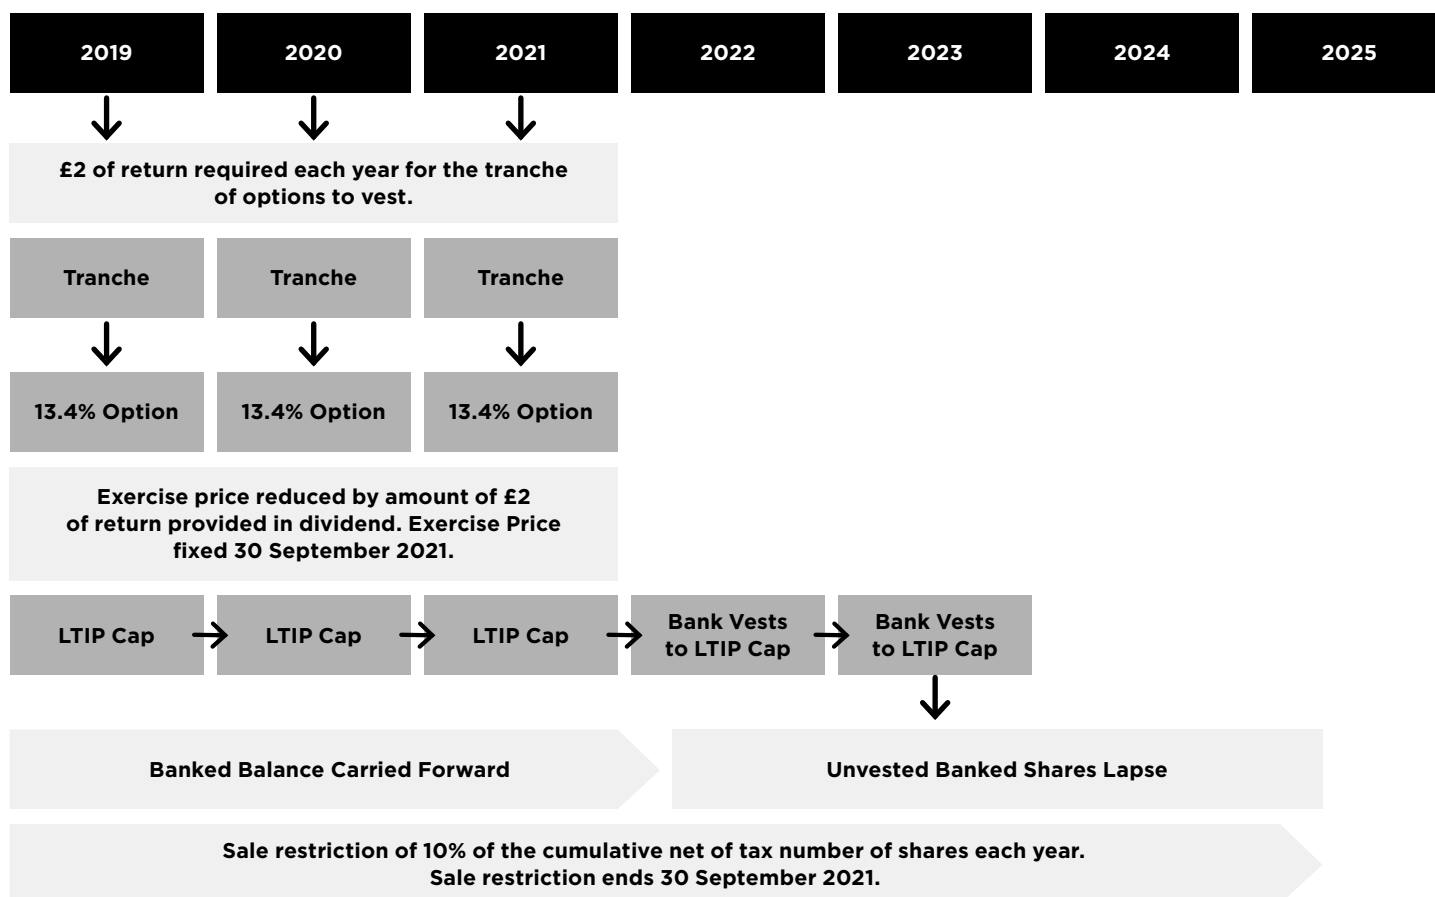 2019
2020
2021
2022
2023
2024
2025
£2 of return required each year for the tranche
of options to vest.
Tranche
Tranche
Tranche
13.4% Option
13.4% Option
13.4% Option
Exercise price reduced by amount of £2
of return provided in dividend. Exercise Price
fixed 30 September 2021.
LTIP Cap
LTIP Cap
LTIP Cap
Bank Vests
to LTIP Cap
Bank Vests
to LTIP Cap
Banked Balance Carried Forward
Unvested Banked Shares Lapse
Sale restriction of 10% of the cumulative net of tax number of shares each year.
Sale restriction ends 30 September 2021.